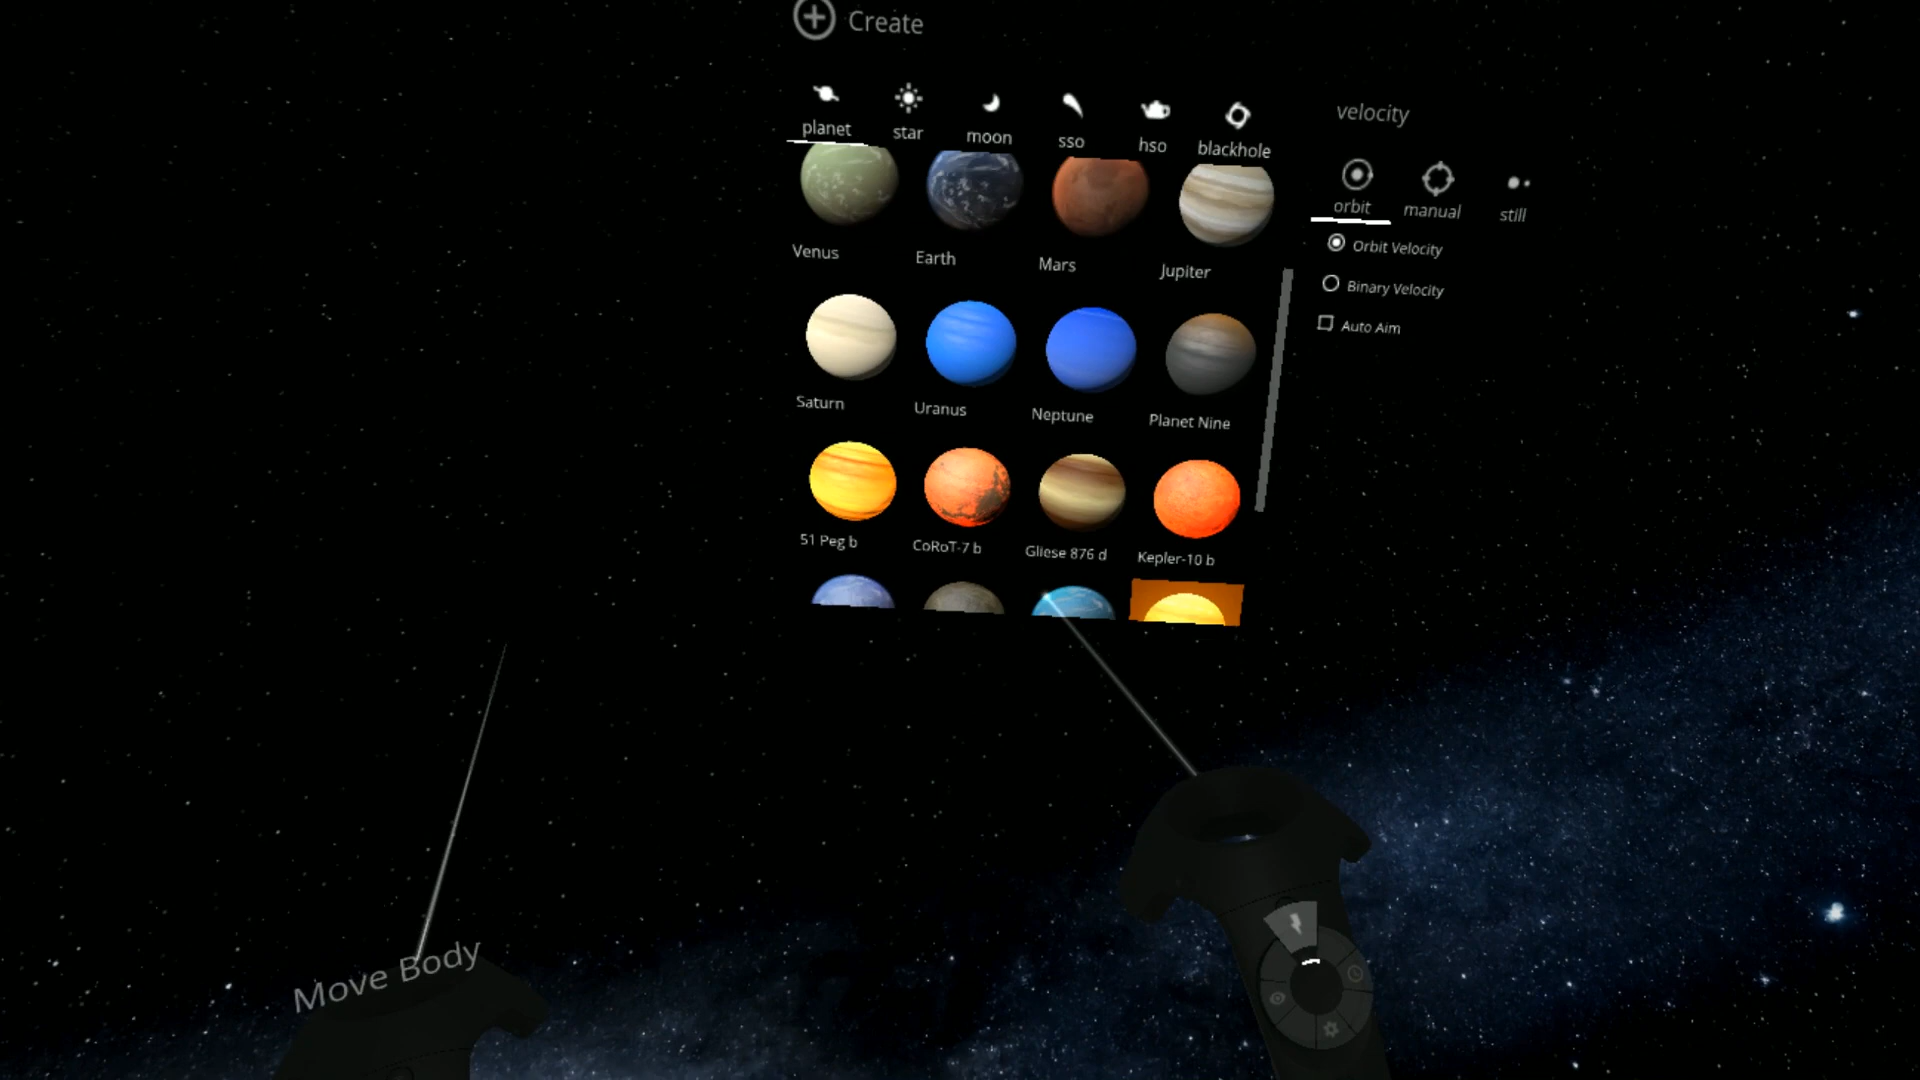 Create
planet star moon sso hso blackhole
velocity
orbit manual still
Orbit Velocity
Binary Velocity
Auto Aim
Venus Earth Mars Jupiter
Saturn Uranus Neptune Planet Nine
51 Peg b CoRoT-7 b Gliese 876 d Kepler-10 b
Move Body